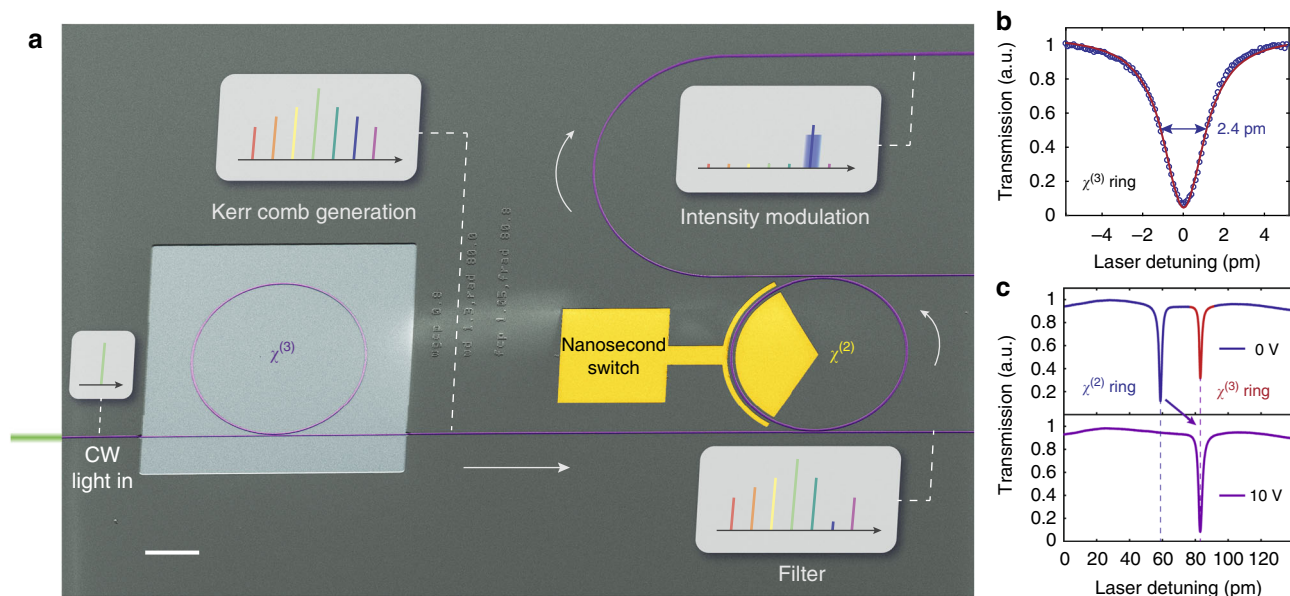 a
Kerr comb generation
Intensity modulation
χ(3)
Nanosecond
switch
χ(2)
CW
light in
Filter
b
Transmission (a.u.)
1
0.8
0.6
0.4
0.2
0
2.4 pm
χ(3) ring
–4 –2 0 2 4
Laser detuning (pm)
c
Transmission (a.u.)
1
0.8
0.6
0.4
0.2
0 V
χ(2) ring
χ(3) ring
Transmission (a.u.)
1
0.8
0.6
0.4
0.2
0
10 V
0 20 40 60 80 100 120
Laser detuning (pm)